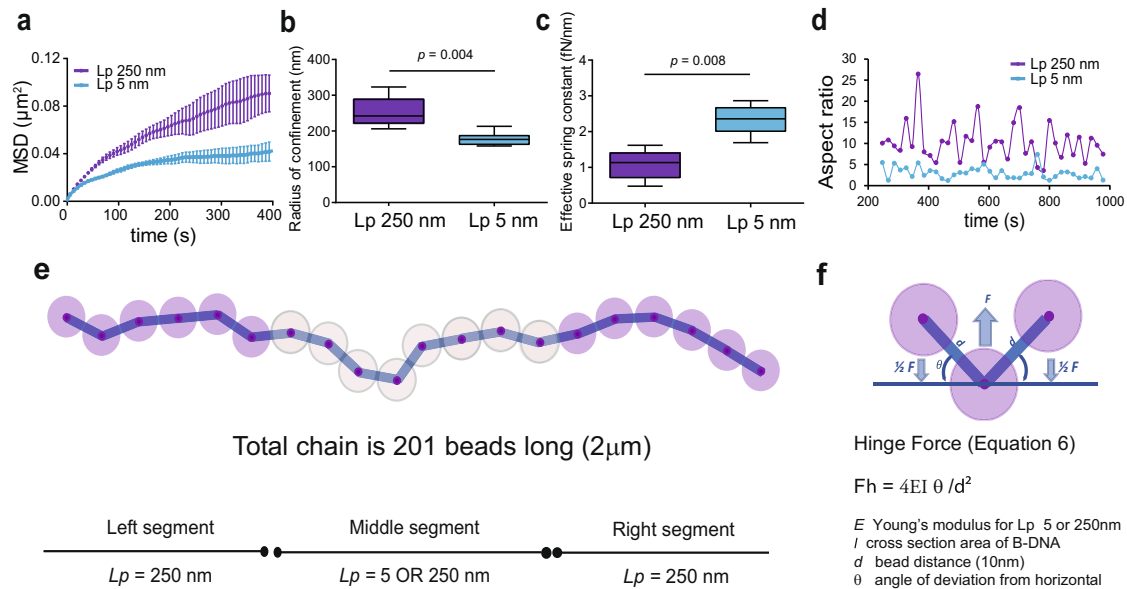 a
MSD (µm²)
0.12
0.08
0.04
0.00
Lp 250 nm
Lp 5 nm
0
100
200
300
400
time (s)
b
Radius of confinement (nm)
400
300
200
100
0
p = 0.004
Lp 250 nm
Lp 5 nm
c
Effective spring constant (fN/nm)
4
3
2
1
0
p = 0.008
Lp 250 nm
Lp 5 nm
d
Aspect ratio
30
25
20
15
10
5
0
Lp 250 nm
Lp 5 nm
200
400
600
800
1000
time (s)
e
Total chain is 201 beads long (2µm)
Left segment
Middle segment
Right segment
Lp = 250 nm
Lp = 5 OR 250 nm
Lp = 250 nm
f
F
d
d
½ F
θ
½ F
Hinge Force (Equation 6)
Fh = 4EI θ /d²
E Young's modulus for Lp 5 or 250nm
I cross section area of B-DNA
d bead distance (10nm)
θ angle of deviation from horizontal